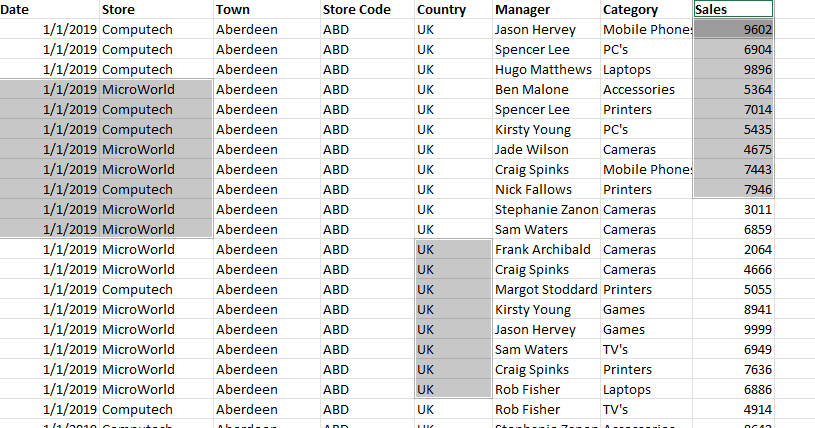 Date Store Town Store Code Country Manager Category Sales
1/1/2019 Computech Aberdeen ABD UK Jason Hervey Mobile Phones 9602
1/1/2019 Computech Aberdeen ABD UK Spencer Lee PC's 6904
1/1/2019 Computech Aberdeen ABD UK Hugo Matthews Laptops 9896
1/1/2019 MicroWorld Aberdeen ABD UK Ben Malone Accessories 5364
1/1/2019 Computech Aberdeen ABD UK Spencer Lee Printers 7014
1/1/2019 Computech Aberdeen ABD UK Kirsty Young PC's 5435
1/1/2019 MicroWorld Aberdeen ABD UK Jade Wilson Cameras 4675
1/1/2019 MicroWorld Aberdeen ABD UK Craig Spinks Mobile Phones 7443
1/1/2019 Computech Aberdeen ABD UK Nick Fallows Printers 7946
1/1/2019 MicroWorld Aberdeen ABD UK Stephanie Zanon Cameras 3011
1/1/2019 MicroWorld Aberdeen ABD UK Sam Waters Cameras 6859
1/1/2019 MicroWorld Aberdeen ABD UK Frank Archibald Cameras 2064
1/1/2019 MicroWorld Aberdeen ABD UK Craig Spinks Cameras 4666
1/1/2019 Computech Aberdeen ABD UK Margot Stoddard Printers 5055
1/1/2019 MicroWorld Aberdeen ABD UK Kirsty Young Games 8941
1/1/2019 MicroWorld Aberdeen ABD UK Jason Hervey Games 9999
1/1/2019 MicroWorld Aberdeen ABD UK Sam Waters TV's 6949
1/1/2019 MicroWorld Aberdeen ABD UK Craig Spinks Printers 7636
1/1/2019 MicroWorld Aberdeen ABD UK Rob Fisher Laptops 6886
1/1/2019 Computech Aberdeen ABD UK Rob Fisher TV's 4914